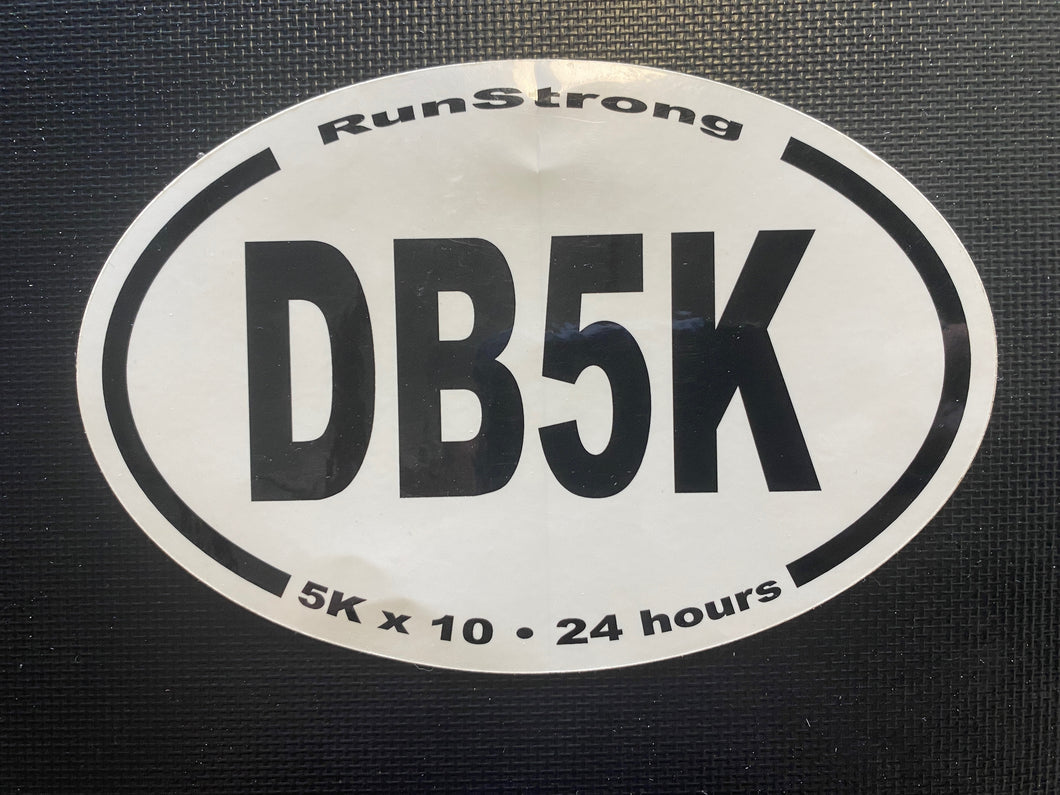 RunStrong
DB5K
5K x 10 • 24 hours